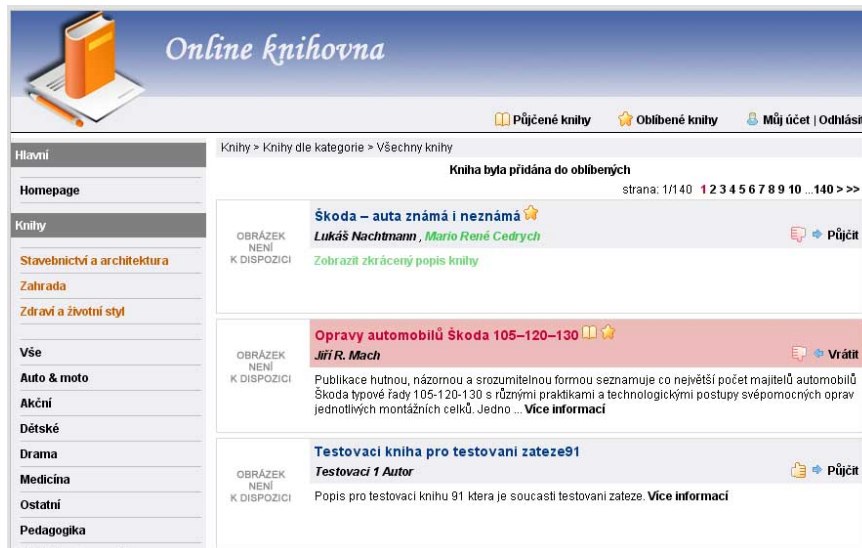 Online knihovna
Půjčené knihy Oblíbené knihy Můj účet | Odhlásit
Hlavní
Homepage
Knihy
Stavebnictví a architektura
Zahrada
Zdraví a životní styl
Vše
Auto & moto
Akční
Dětské
Drama
Medicína
Ostatní
Pedagogika
Knihy > Knihy dle kategorie > Všechny knihy
Kniha byla přidána do oblíbených
strana: 1/140 1 2 3 4 5 6 7 8 9 10 ...140 > >>
OBRÁZEK
NENÍ
K DISPOZICI
Škoda – auta známá i neznámá
Lukáš Nachtmann , Mario René Cedrych
Půjčit
Zobrazit zkrácený popis knihy
OBRÁZEK
NENÍ
K DISPOZICI
Opravy automobilů Škoda 105–120–130
Jiří R. Mach
Vrátit
Publikace hutnou, názornou a srozumitelnou formou seznamuje co největší počet majitelů automobilů
Škoda typové řady 105-120-130 s různými praktikami a technologickými postupy svépomocných oprav
jednotlivých montážních celků. Jedno ... Více informací
OBRÁZEK
NENÍ
K DISPOZICI
Testovaci kniha pro testovani zateze91
Testovaci 1 Autor
Půjčit
Popis pro testovaci knihu 91 ktera je soucasti testovani zateze. Více informací